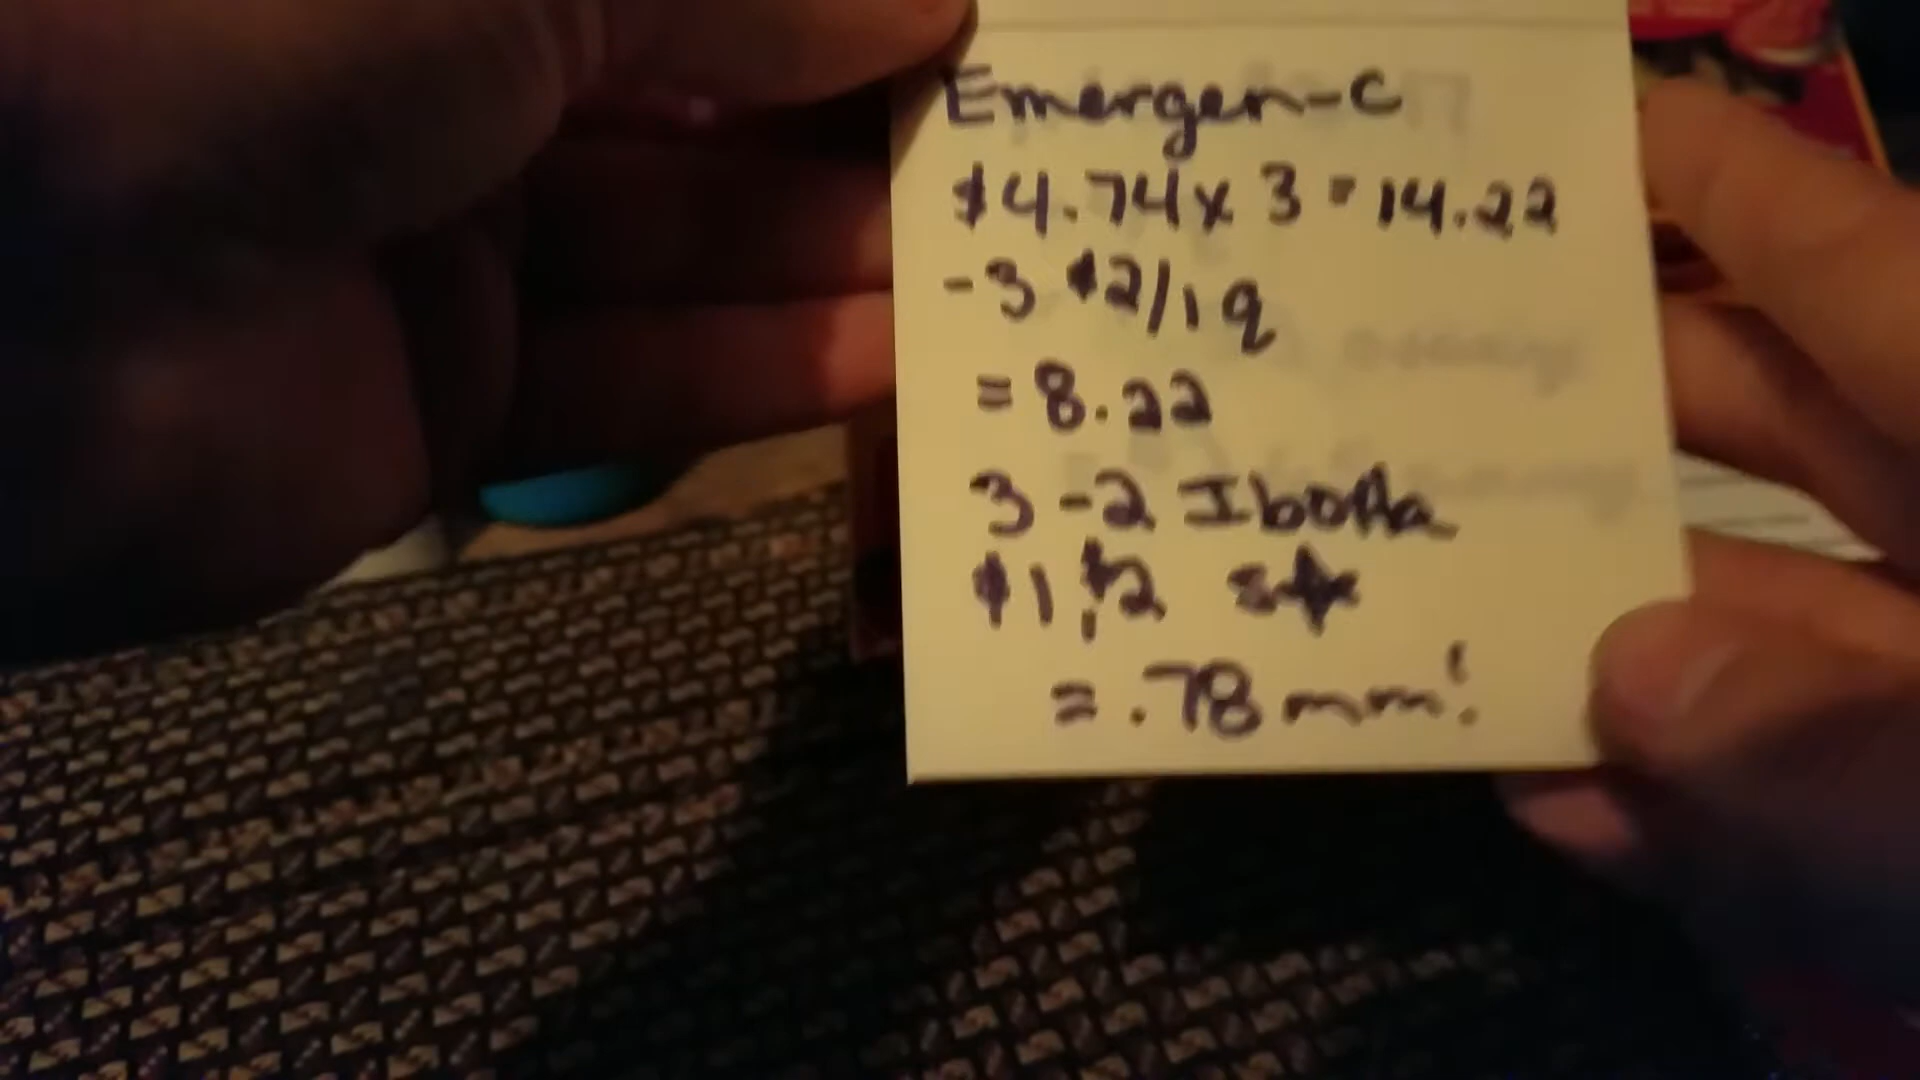 Emergen-C
$4.74 x 3 = 14.22
-3 $2/1 q
= 8.22
3 -2 Ibotta
$1, $2
= .78 mm!